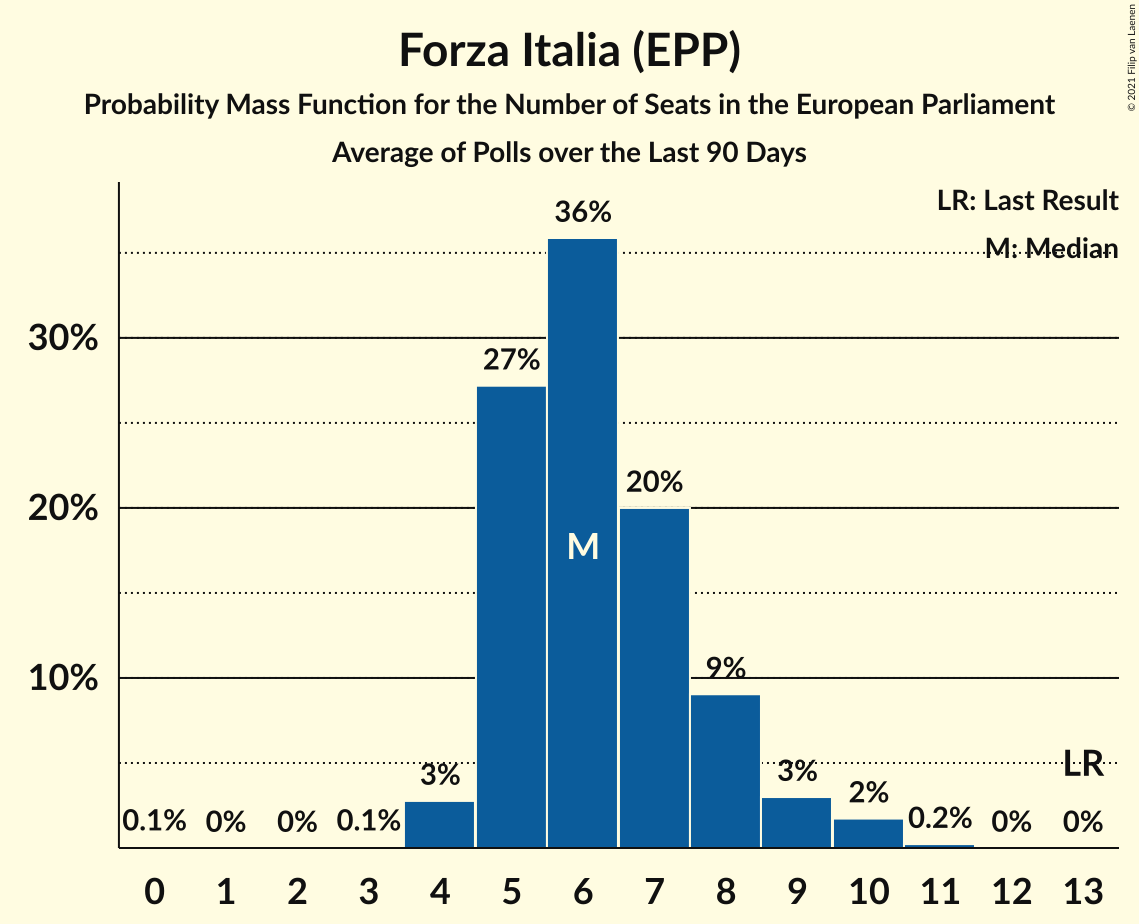 Forza Italia (EPP)
Probability Mass Function for the Number of Seats in the European Parliament
Average of Polls over the Last 90 Days
© 2021 Filip van Laenen
LR: Last Result
M: Median
36%
30%
27%
20%
20%
M
10%
9%
LR
3%
3%
2%
0.1% 0% 0% 0.1% 0.2% 0% 0%
0 1 2 3 4 5 6 7 8 9 10 11 12 13